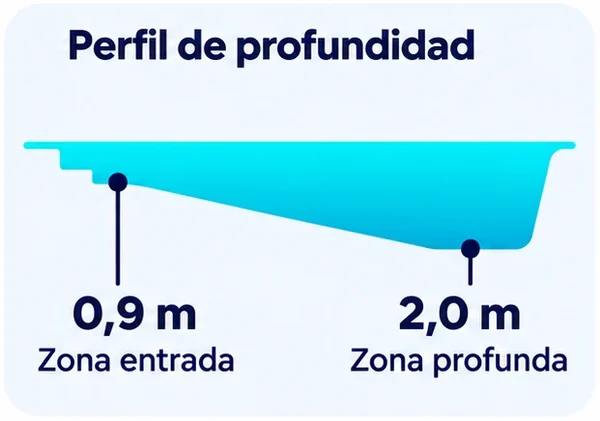 Perfil de profundidad
0,9 m
Zona entrada
2,0 m
Zona profunda